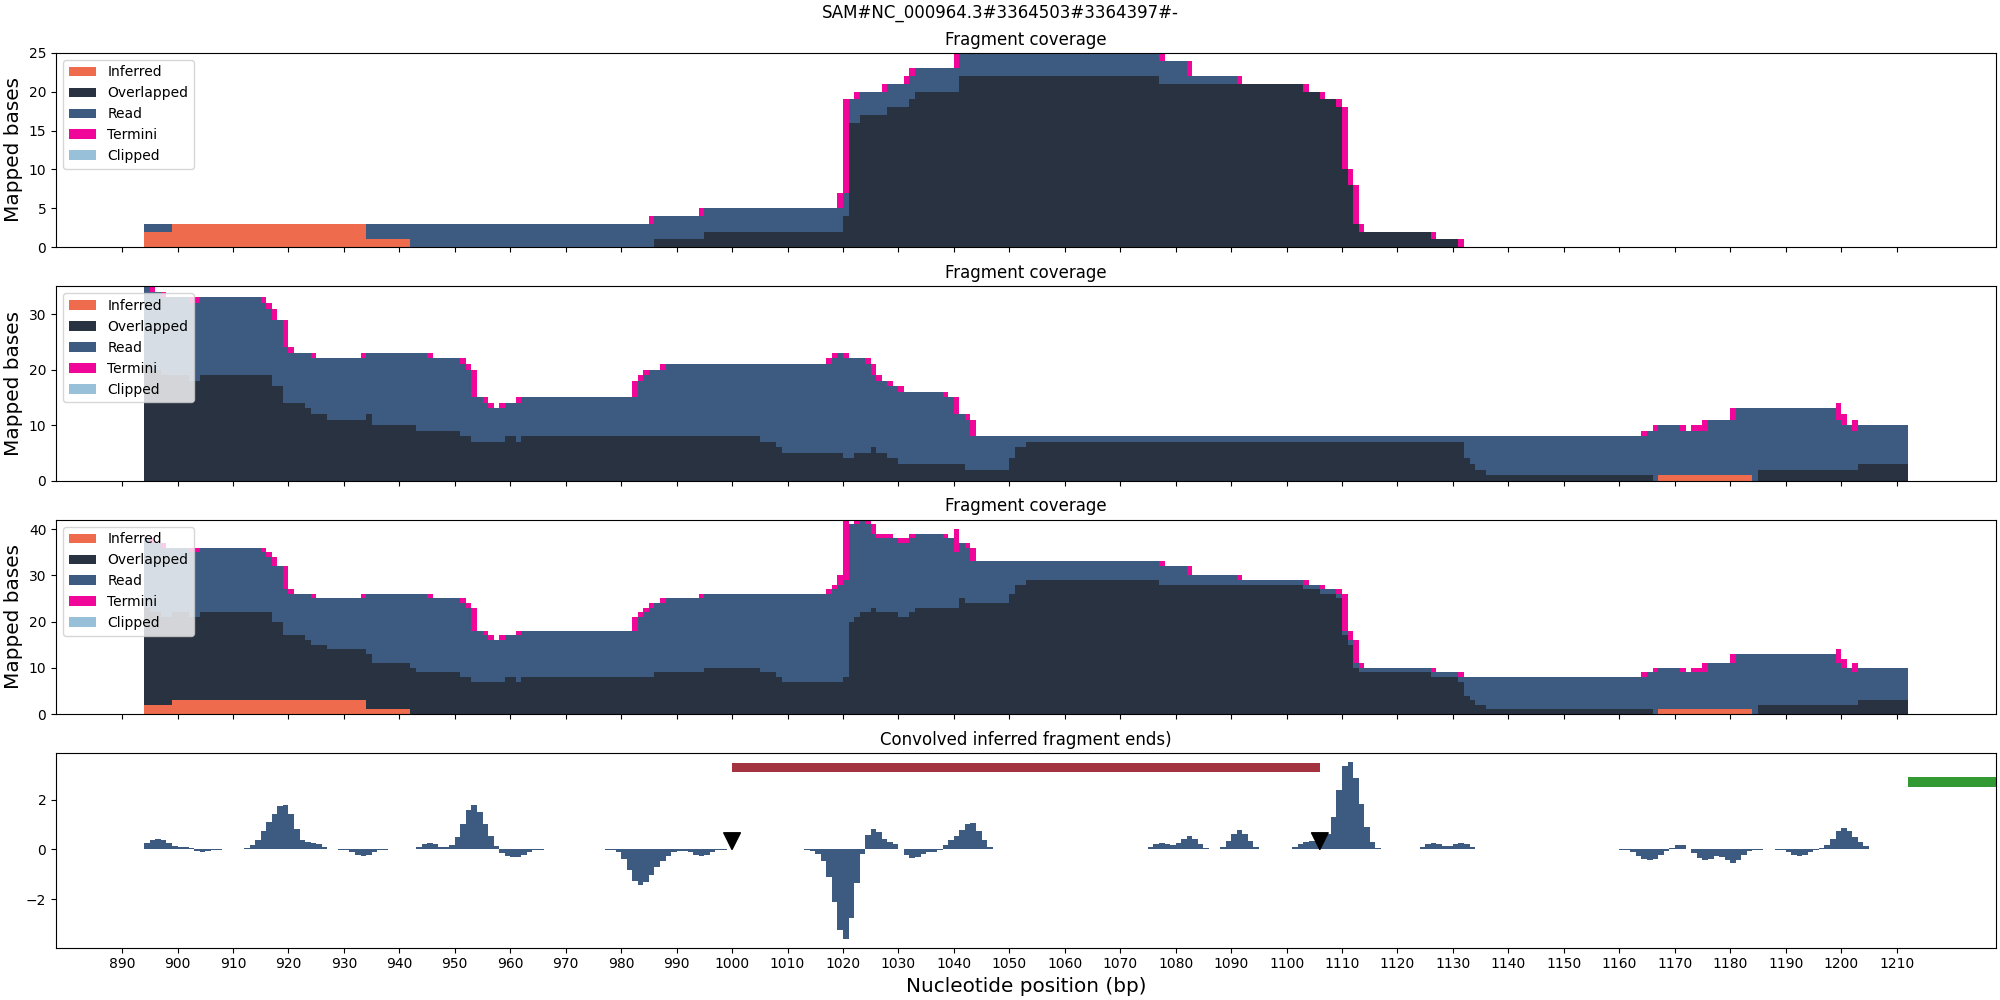 SAM#NC_000964.3#3364503#3364397#-
Fragment coverage
25
20
15
10
5
0
Mapped bases
Inferred
Overlapped
Read
Termini
Clipped
Fragment coverage
30
20
10
0
Mapped bases
Inferred
Overlapped
Read
Termini
Clipped
Fragment coverage
40
30
20
10
0
Mapped bases
Inferred
Overlapped
Read
Termini
Clipped
Convolved inferred fragment ends)
2
0
−2
890 900 910 920 930 940 950 960 970 980 990 1000 1010 1020 1030 1040 1050 1060 1070 1080 1090 1100 1110 1120 1130 1140 1150 1160 1170 1180 1190 1200 1210
Nucleotide position (bp)